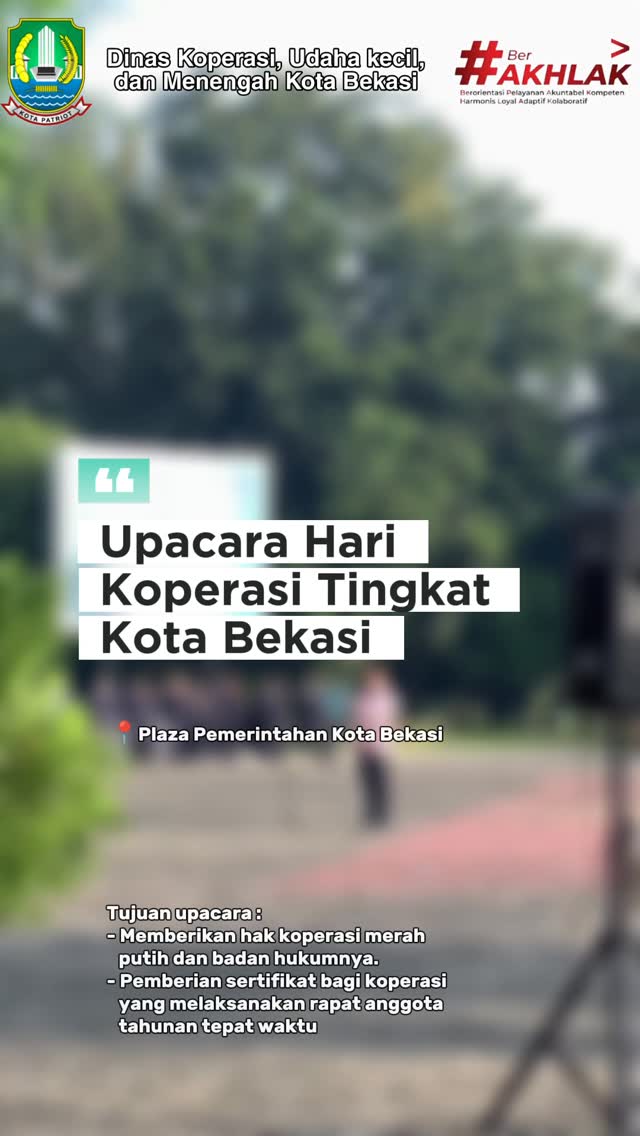 KOTA PATRIOT
Dinas Koperasi, Udaha kecil,
dan Menengah Kota Bekasi
#BerAKHLAK
Berorientasi Pelayanan Akuntabel Kompeten
Harmonis Loyal Adaptif Kolaboratif
Upacara Hari
Koperasi Tingkat
Kota Bekasi
📍 Plaza Pemerintahan Kota Bekasi
Tujuan upacara :
- Memberikan hak koperasi merah
putih dan badan hukumnya.
- Pemberian sertifikat bagi koperasi
yang melaksanakan rapat anggota
tahunan tepat waktu